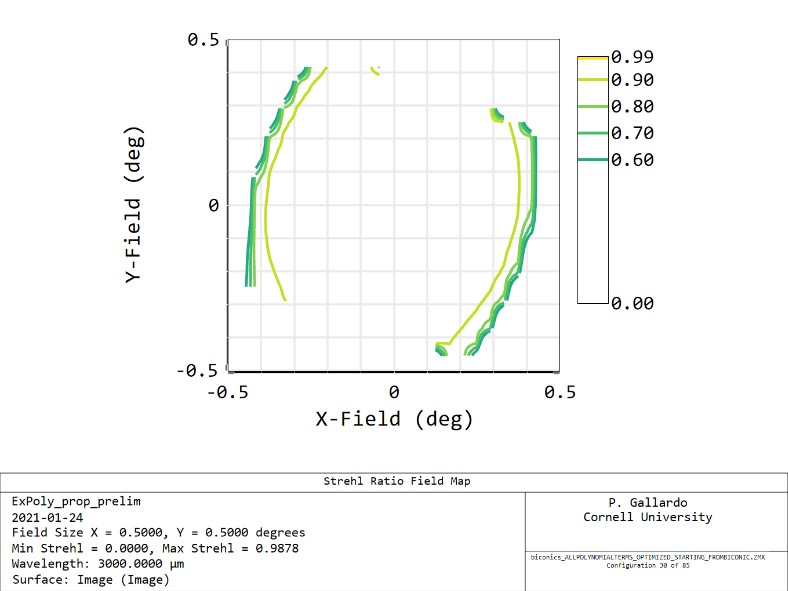 0.5
0
-0.5
Y-Field (deg)
-0.5
0
0.5
X-Field (deg)
0.99
0.90
0.80
0.70
0.60
0.00
Strehl Ratio Field Map
ExPoly_prop_prelim
2021-01-24
Field Size X = 0.5000, Y = 0.5000 degrees
Min Strehl = 0.0000, Max Strehl = 0.9878
Wavelength: 3000.0000 µm
Surface: Image (Image)
P. Gallardo
Cornell University
biconics_ALLPOLYNOMIALTERMS_OPTIMIZED_STARTING_FROMBICONIC.ZMX
Configuration 30 of 85